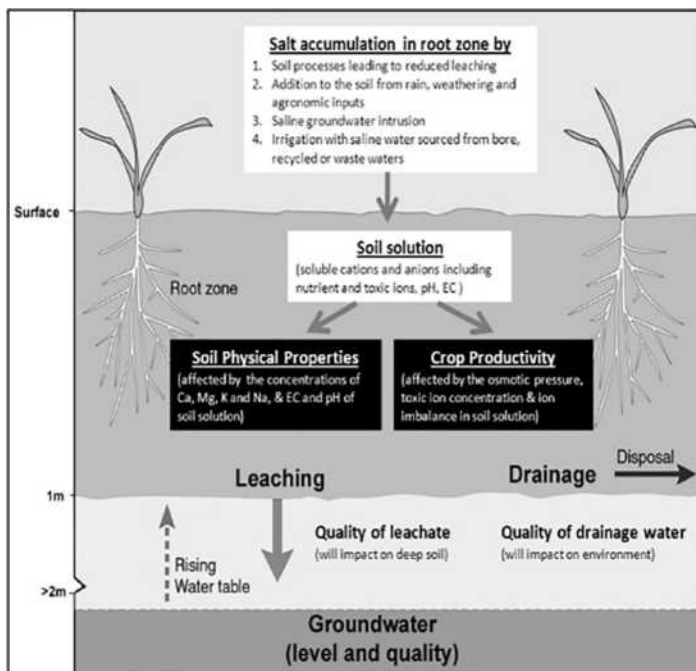 Salt accumulation in root zone by
1. Soil processes leading to reduced leaching
2. Addition to the soil from rain, weathering and
agronomic inputs
3. Saline groundwater intrusion
4. Irrigation with saline water sourced from bore,
recycled or waste waters
Surface
Soil solution
(soluble cations and anions including
nutrient and toxic ions, pH, EC )
Root zone
Soil Physical Properties
(affected by the concentrations of
Ca, Mg, K and Na, & EC and pH of
soil solution)
Crop Productivity
(affected by the osmotic pressure,
toxic ion concentration & ion
imbalance in soil solution)
Leaching
Drainage
Disposal
1m
Quality of leachate
(will impact on deep soil)
Quality of drainage water
(will impact on environment)
Rising
Water table
>2m
Groundwater
(level and quality)